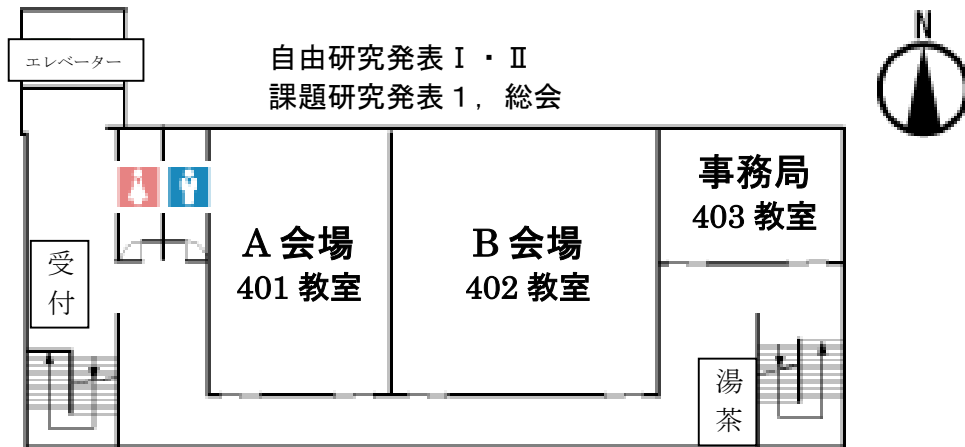 エレベーター
自由研究発表Ⅰ・Ⅱ
課題研究発表1,総会
N
A 会場
401 教室
B 会場
402 教室
事務局
403 教室
受付
湯茶